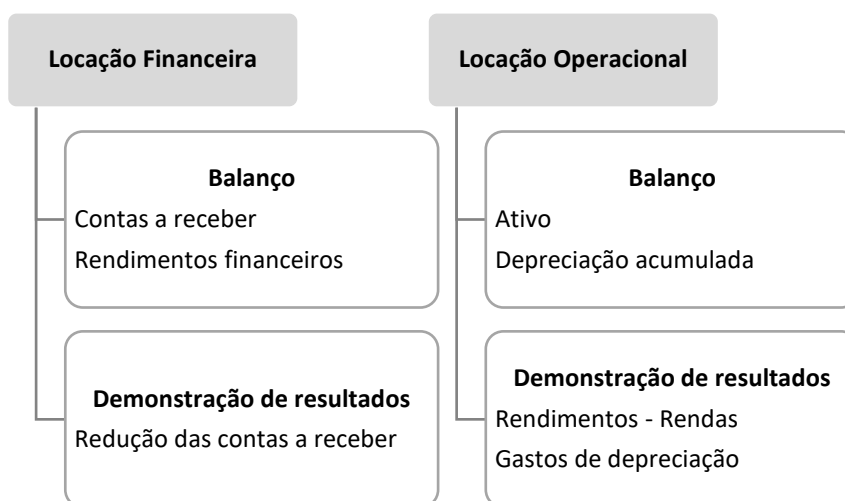 Locação Financeira
Balanço
Contas a receber
Rendimentos financeiros
Demonstração de resultados
Redução das contas a receber
Locação Operacional
Balanço
Ativo
Depreciação acumulada
Demonstração de resultados
Rendimentos - Rendas
Gastos de depreciação